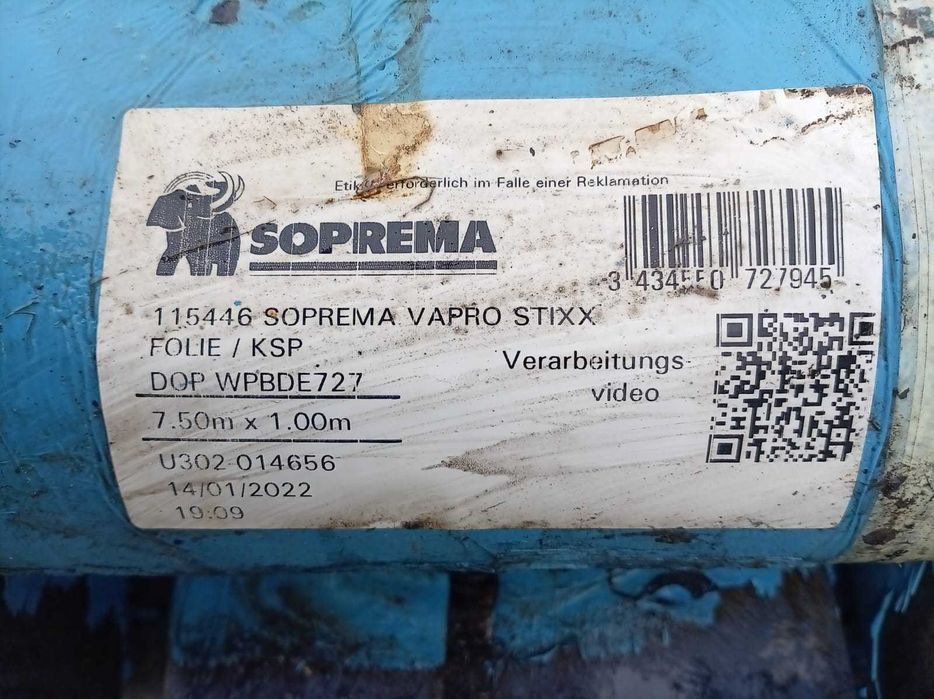 Etik erforderlich im Falle einer Reklamation
SOPREMA
3 434550 727945
115446 SOPREMA VAPRO STIXX
FOLIE / KSP
DOP WPBDE727
Verarbeitungs-
video
7.50m x 1.00m
U302-014656
14/01/2022
19:09